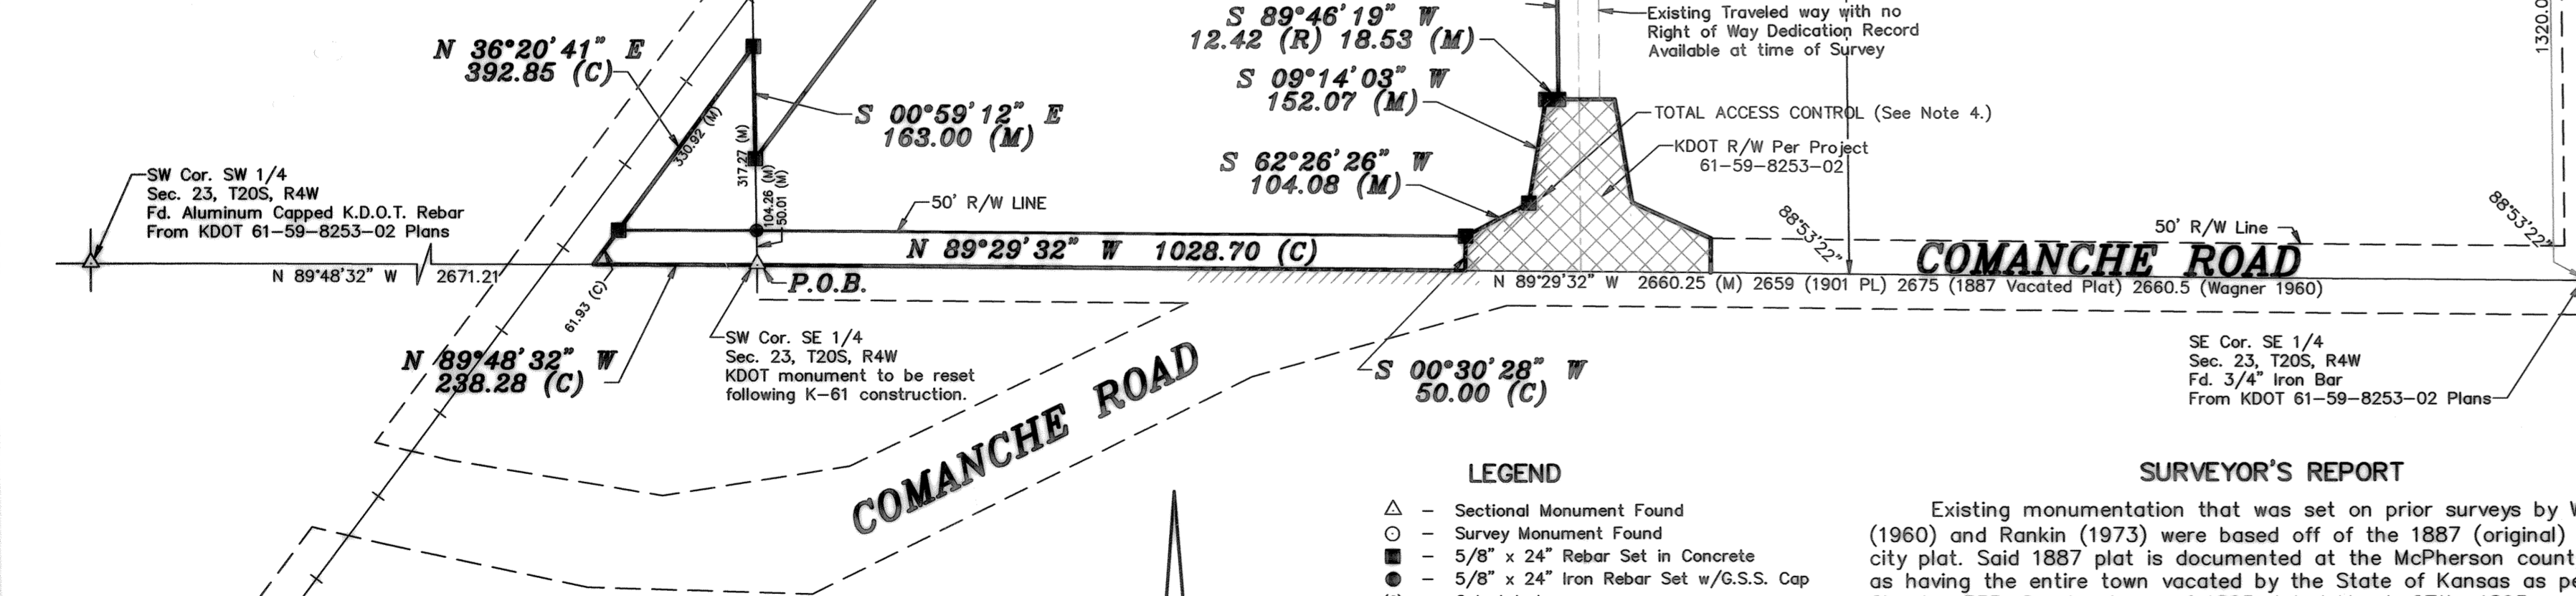 N 36°20'41" E
392.85 (C)
330.92 (M)
S 00°59'12" E
163.00 (M)
317.27 (M)
104.26 (M)
50.01 (M)
SW Cor. SW 1/4
Sec. 23, T20S, R4W
Fd. Aluminum Capped K.D.O.T. Rebar
From KDOT 61-59-8253-02 Plans
N 89°48'32" W 2671.21
61.93 (C)
N 89°48'32" W
238.28 (C)
50' R/W LINE
N 89°29'32" W 1028.70 (C)
P.O.B.
SW Cor. SE 1/4
Sec. 23, T20S, R4W
KDOT monument to be reset
following K-61 construction.
COMANCHE ROAD
S 89°46'19" W
12.42 (R) 18.53 (M)
S 09°14'03" W
152.07 (M)
S 62°26'26" W
104.08 (M)
S 00°30'28" W
50.00 (C)
Existing Traveled way with no
Right of Way Dedication Record
Available at time of Survey
TOTAL ACCESS CONTROL (See Note 4.)
KDOT R/W Per Project
61-59-8253-02
88°53'22"
50' R/W Line
COMANCHE ROAD
N 89°29'32" W 2660.25 (M) 2659 (1901 PL) 2675 (1887 Vacated Plat) 2660.5 (Wagner 1960)
1320.0
88°53'22"
SE Cor. SE 1/4
Sec. 23, T20S, R4W
Fd. 3/4" Iron Bar
From KDOT 61-59-8253-02 Plans
LEGEND
△ - Sectional Monument Found
⊙ - Survey Monument Found
■ - 5/8" x 24" Rebar Set in Concrete
● - 5/8" x 24" Iron Rebar Set w/G.S.S. Cap
SURVEYOR'S REPORT
Existing monumentation that was set on prior surveys by W
(1960) and Rankin (1973) were based off of the 1887 (original)
city plat. Said 1887 plat is documented at the McPherson count
as having the entire town vacated by the State of Kansas as pe